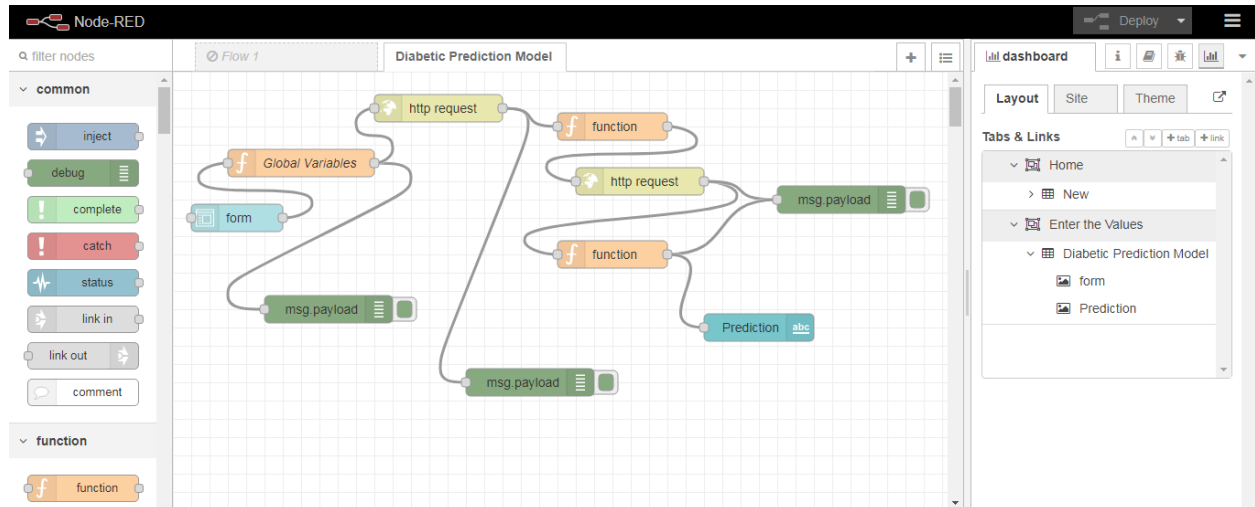 Node-RED
Deploy
filter nodes
Flow 1
Diabetic Prediction Model
dashboard
i
common
inject
debug
complete
catch
status
link in
link out
comment
function
function
http request
function
Global Variables
http request
form
msg.payload
function
msg.payload
Prediction
abc
msg.payload
Layout
Site
Theme
Tabs & Links
+ tab
+ link
Home
New
Enter the Values
Diabetic Prediction Model
form
Prediction